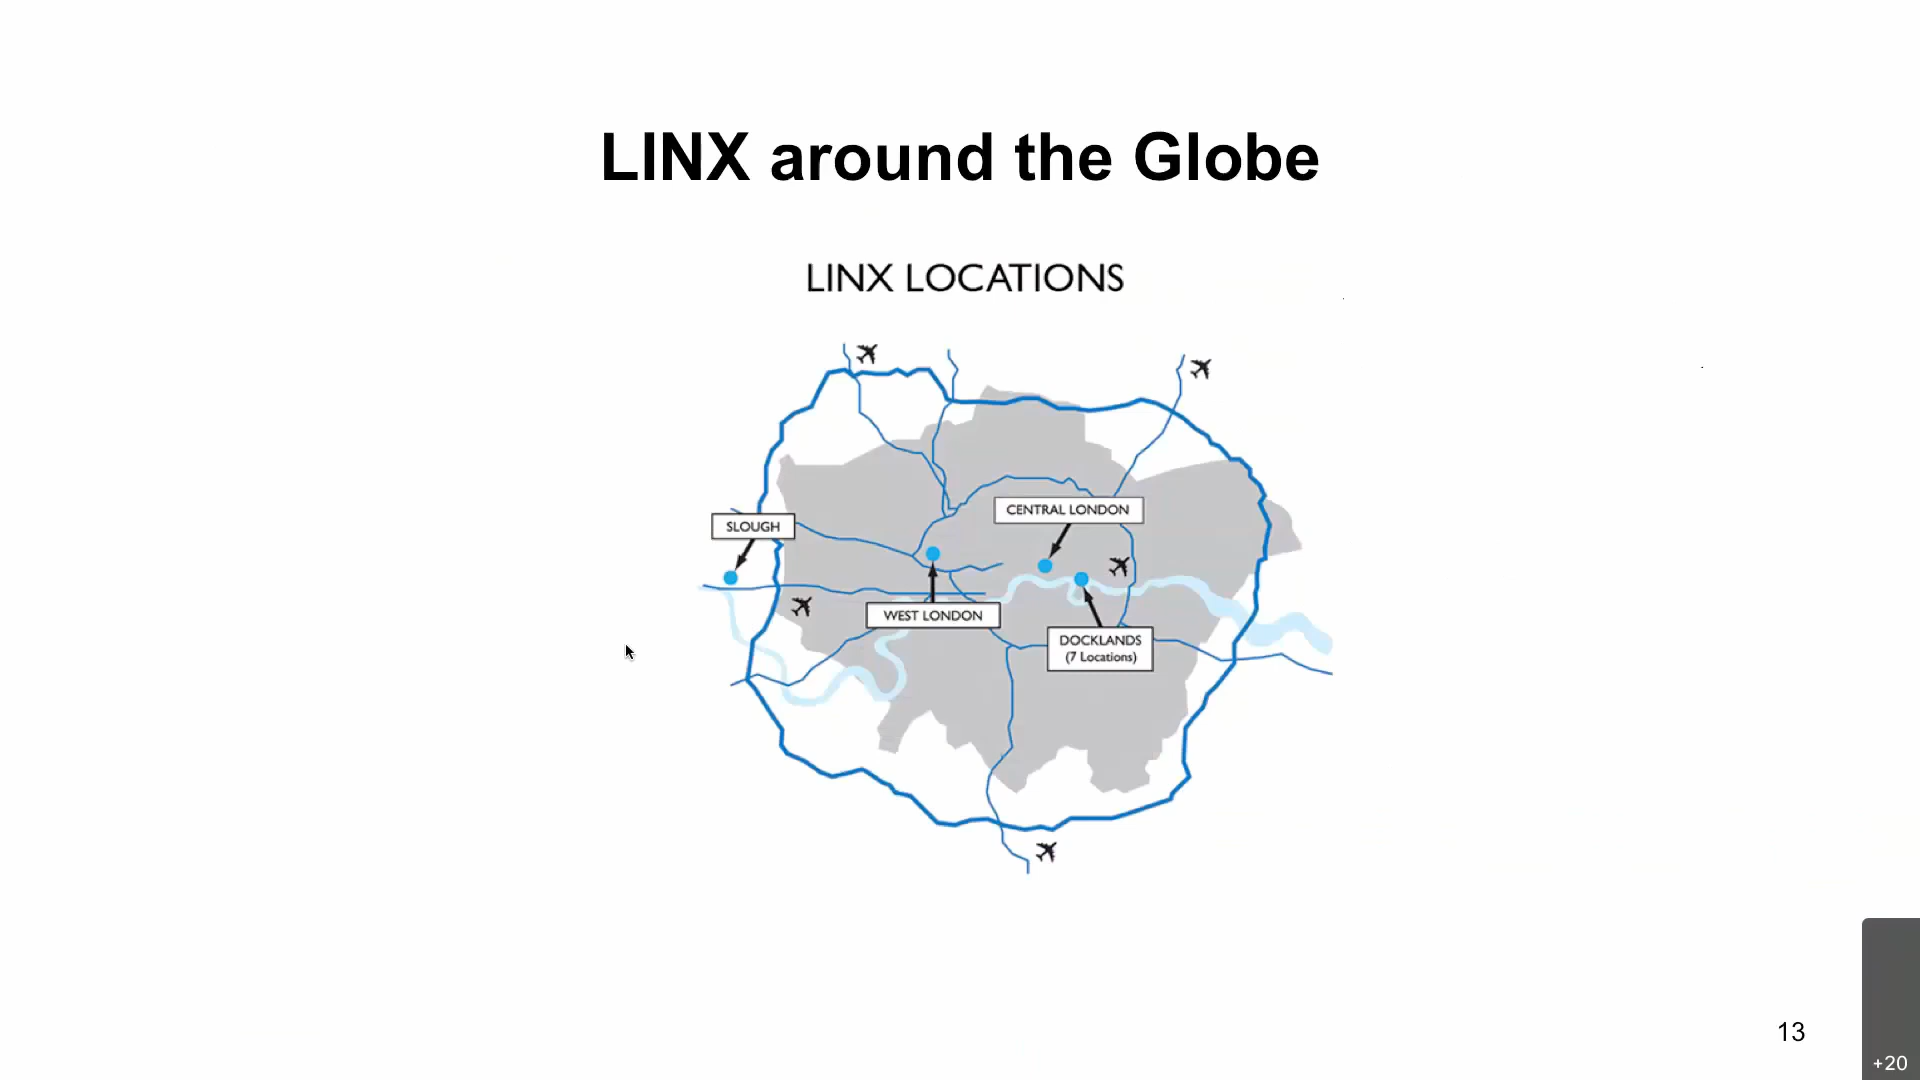 LINX around the Globe
LINX LOCATIONS
CENTRAL LONDON
SLOUGH
WEST LONDON
DOCKLANDS
(7 Locations)
13
+20